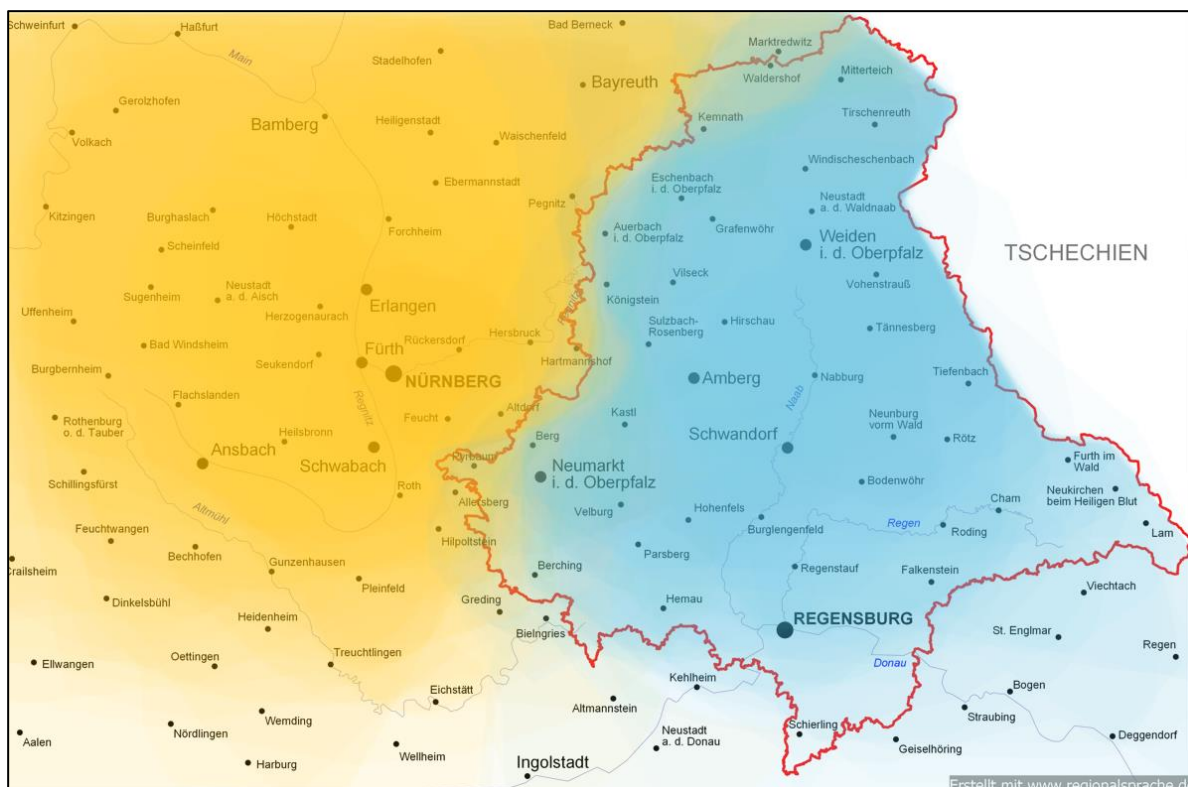 Schweinfurt
Haßfurt
Bad Berneck
Main
Stadelhofen
Marktredwitz
Waldershof
Bayreuth
Mitterteich
Gerolzhofen
Bamberg
Heiligenstadt
Kemnath
Tirschenreuth
Volkach
Waischenfeld
Windischeschenbach
Ebermannstadt
Eschenbach
i. d. Oberpfalz
Neustadt
a. d. Waldnaab
Kitzingen
Burghaslach
Höchstadt
Pegnitz
Forchheim
Auerbach
i. d. Oberpfalz
Grafenwöhr
Weiden
i. d. Oberpfalz
Scheinfeld
TSCHECHIEN
Vilseck
Vohenstrauß
Sugenheim
Neustadt
a. d. Aisch
Erlangen
Königstein
Pegnitz
Uffenheim
Herzogenaurach
Sulzbach-
Rosenberg
Hirschau
Tännesberg
Bad Windsheim
Rückersdorf
Hersbruck
Seukendorf
Fürth
Hartmannshof
Burgbernheim
NÜRNBERG
Amberg
Naab
Nabburg
Tiefenbach
Flachslanden
Regnitz
Rothenburg
o. d. Tauber
Feucht
Altdorf
Kastl
Neunburg
vorm Wald
Heilsbronn
Berg
Schwandorf
Rötz
Ansbach
Schwabach
Pyrbaum
Neumarkt
i. d. Oberpfalz
Furth im
Wald
Schillingsfürst
Roth
Allersberg
Bodenwöhr
Neukirchen
beim Heiligen Blut
Altmühl
Velburg
Hohenfels
Cham
Feuchtwangen
Burglengenfeld
Regen
Roding
Lam
Bechhofen
Hilpoltstein
Parsberg
Crailsheim
Gunzenhausen
Pleinfeld
Berching
Regenstauf
Falkenstein
Viechtach
Dinkelsbühl
Greding
Hemau
Heidenheim
Bielngries
REGENSBURG
St. Englmar
Ellwangen
Oettingen
Treuchtlingen
Donau
Regen
Eichstätt
Kehlheim
Bogen
Altmannstein
Straubing
Wemding
Nördlingen
Aalen
Wellheim
Neustadt
a. d. Donau
Schierling
Geiselhöring
Deggendorf
Harburg
Ingolstadt
Erstellt mit www.regionalsprache.d